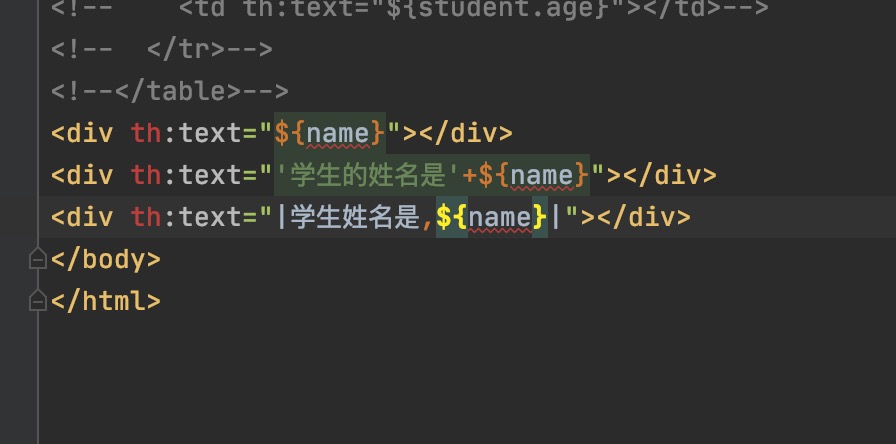 <!--    <td th:text="${student.age}"></td>-->
<!--  </tr>-->
<!--</table>-->
<div th:text="${name}"></div>
<div th:text="'学生的姓名是'+${name}"></div>
<div th:text="|学生姓名是,${name}|"></div>
</body>
</html>